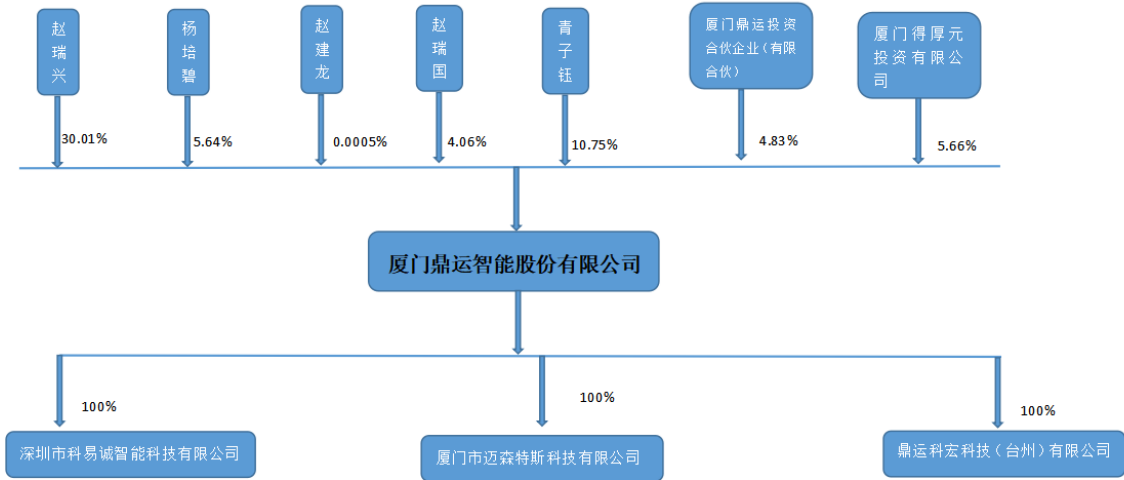 赵瑞兴
杨培碧
赵建龙
赵瑞国
青子钰
厦门鼎运投资
合伙企业（有限
合伙）
厦门得厚元
投资有限公
司
30.01%
5.64%
0.0005%
4.06%
10.75%
4.83%
5.66%
厦门鼎运智能股份有限公司
100%
100%
100%
深圳市科易诚智能科技有限公司
厦门市迈森特斯科技有限公司
鼎运科宏科技（台州）有限公司